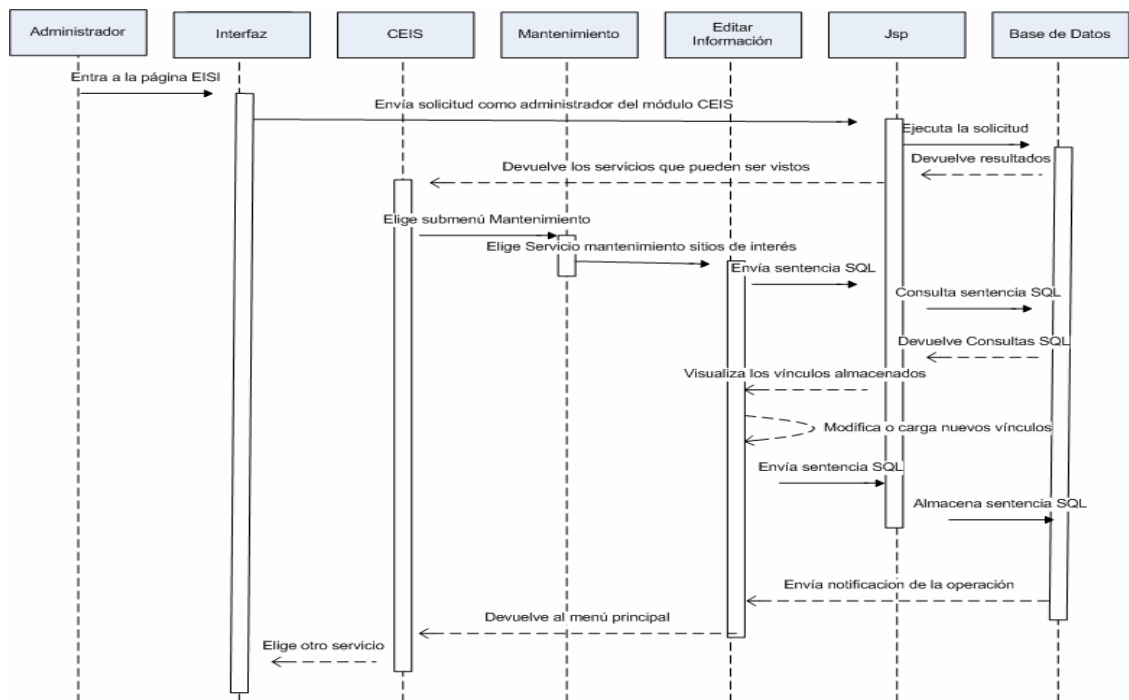 Administrador
Interfaz
CEIS
Mantenimiento
Editar
Información
Jsp
Base de Datos
Entra a la página EISI
Envía solicitud como administrador del módulo CEIS
Ejecuta la solicitud
Devuelve resultados
Devuelve los servicios que pueden ser vistos
Elige submenú Mantenimiento
Elige Servicio mantenimiento sitios de interés
Envía sentencia SQL
Consulta sentencia SQL
Devuelve Consultas SQL
Visualiza los vínculos almacenados
Modifica o carga nuevos vínculos
Envía sentencia SQL
Almacena sentencia SQL
Envía notificacion de la operación
Devuelve al menú principal
Elige otro servicio